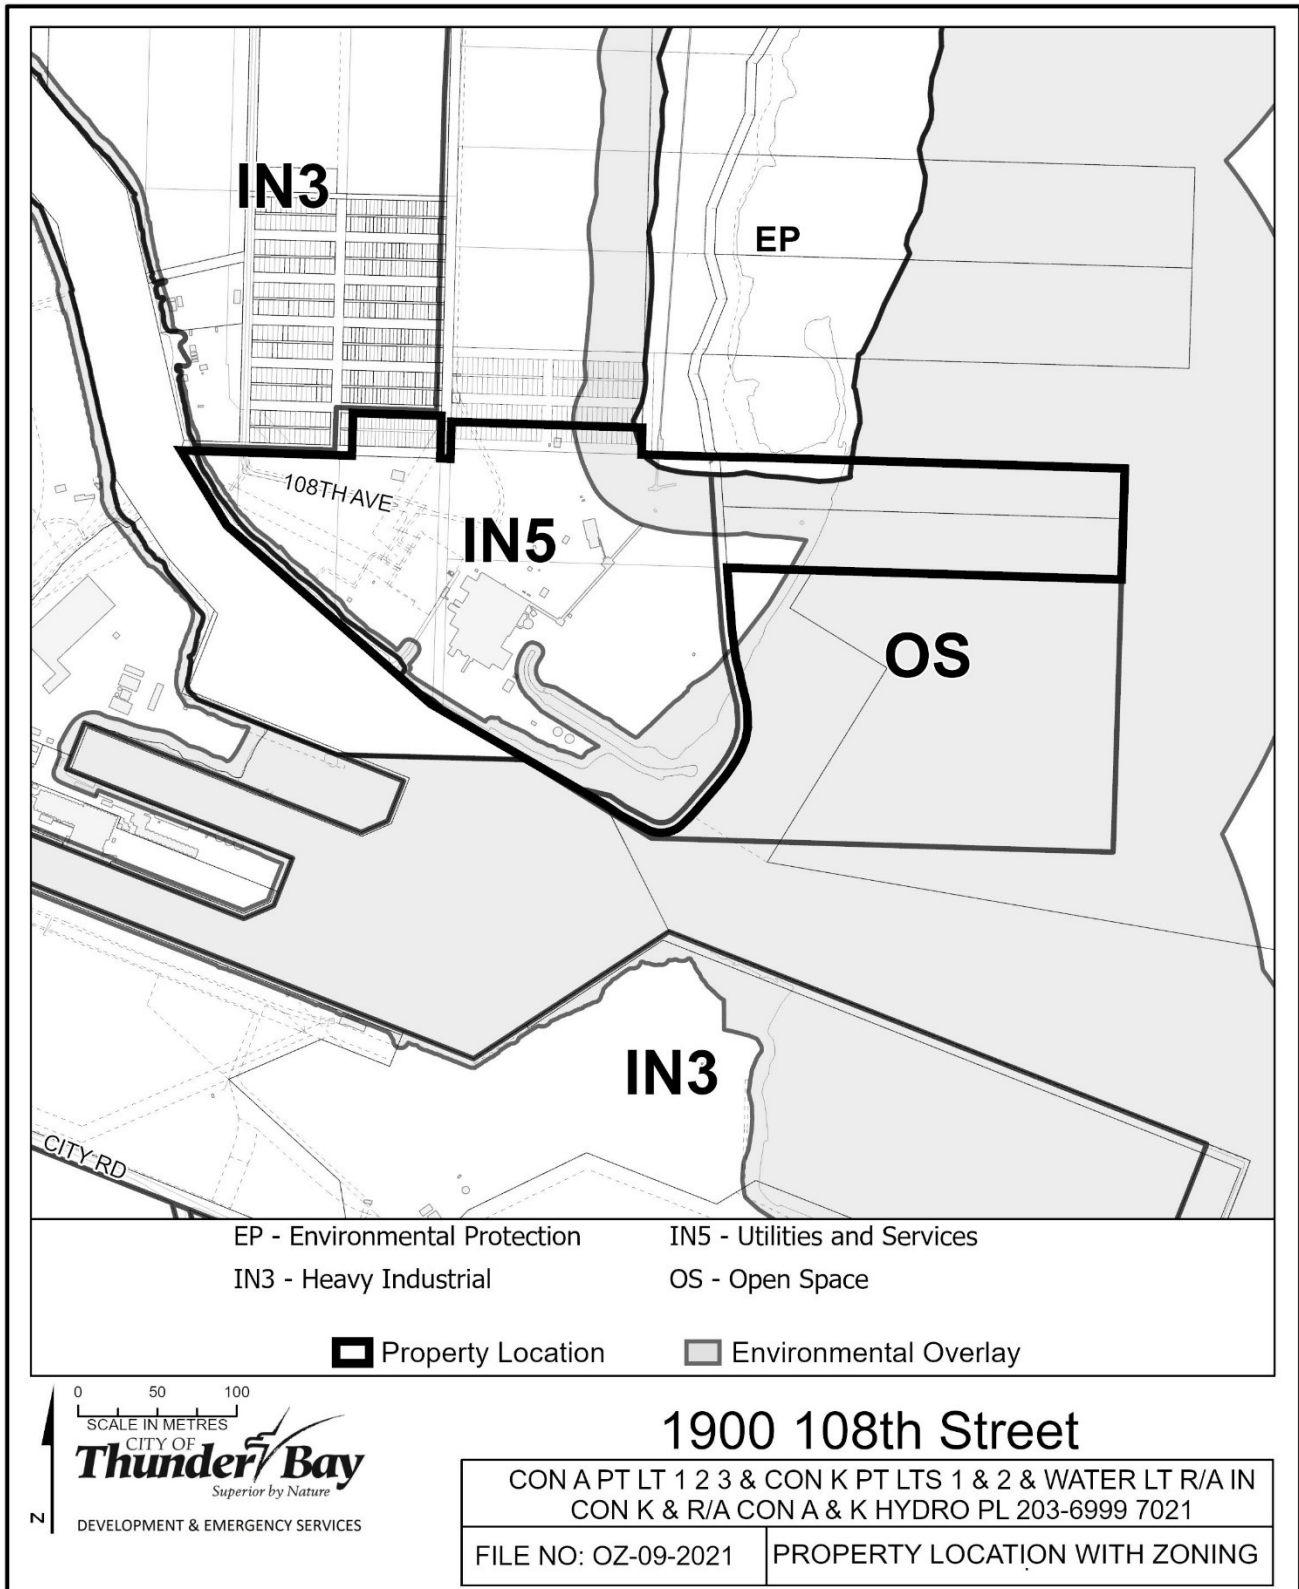 IN3
EP
108TH AVE
IN5
OS
IN3
CITY RD
EP - Environmental Protection
IN5 - Utilities and Services
IN3 - Heavy Industrial
OS - Open Space
Property Location
Environmental Overlay
0 50 100
SCALE IN METRES
CITY OF
Thunder Bay
Superior by Nature
DEVELOPMENT & EMERGENCY SERVICES
N
1900 108th Street
CON A PT LT 1 2 3 & CON K PT LTS 1 & 2 & WATER LT R/A IN
CON K & R/A CON A & K HYDRO PL 203-6999 7021
FILE NO: OZ-09-2021
PROPERTY LOCATION WITH ZONING